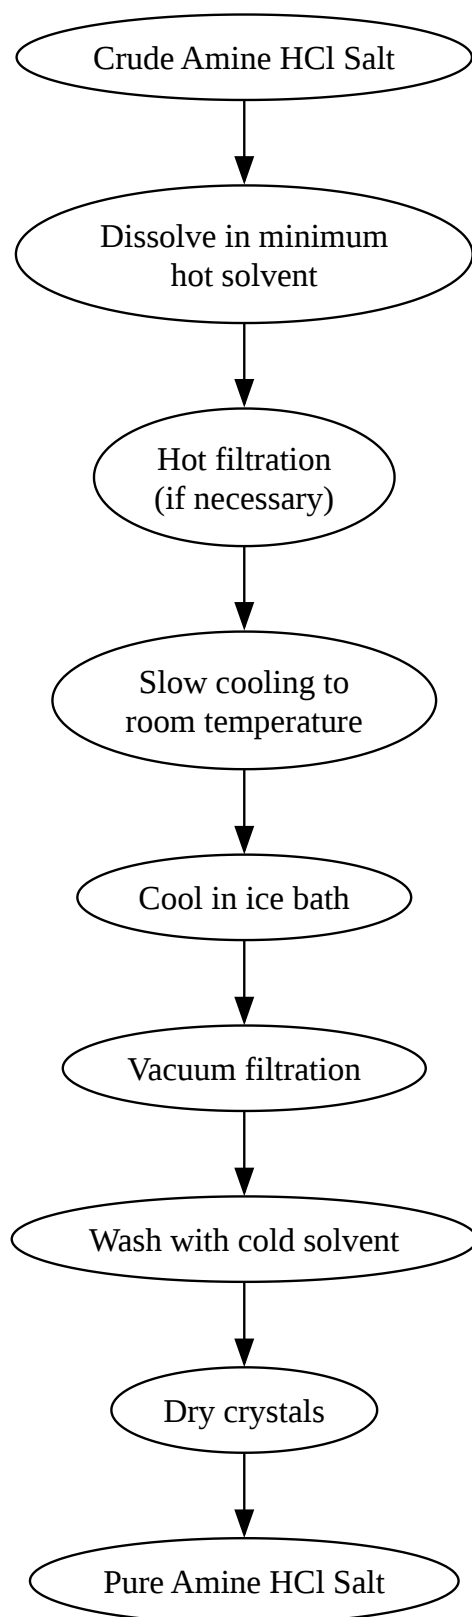 Crude Amine HCl Salt
Dissolve in minimum
hot solvent
Hot filtration
(if necessary)
Slow cooling to
room temperature
Cool in ice bath
Vacuum filtration
Wash with cold solvent
Dry crystals
Pure Amine HCl Salt